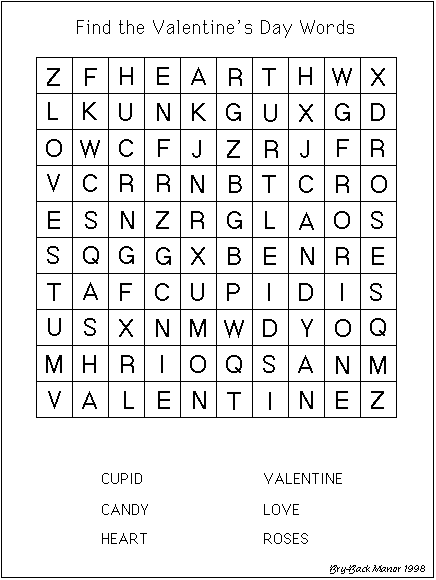 Find the Valentine's Day Words
Z F H E A R T H W X
L K U N K G U X G D
O W C F J Z R J F R
V C R R N B T C R O
E S N Z R G L A O S
S Q G G X B E N R E
T A F C U P I D I S
U S X N M W D Y O Q
M H R I O Q S A N M
V A L E N T I N E Z
CUPID VALENTINE
CANDY LOVE
HEART ROSES
Bry-Back Manor 1998